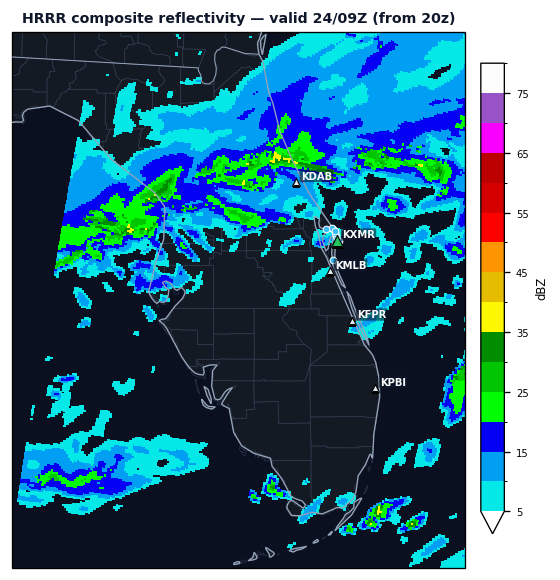 HRRR composite reflectivity — valid 24/09Z (from 20z)
KDAB
KXMR
KMLB
KFPR
KPBI
75
65
55
45
35
25
15
5
dBZ